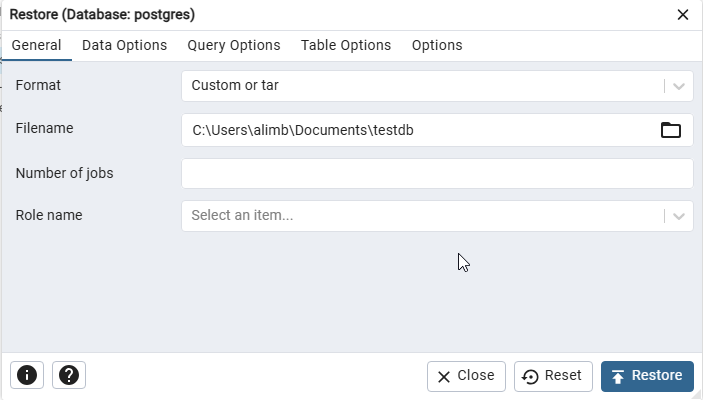 Restore (Database: postgres)
General Data Options Query Options Table Options Options
Format Custom or tar
Filename C:\Users\alimb\Documents\testdb
Number of jobs
Role name Select an item...
Close Reset Restore